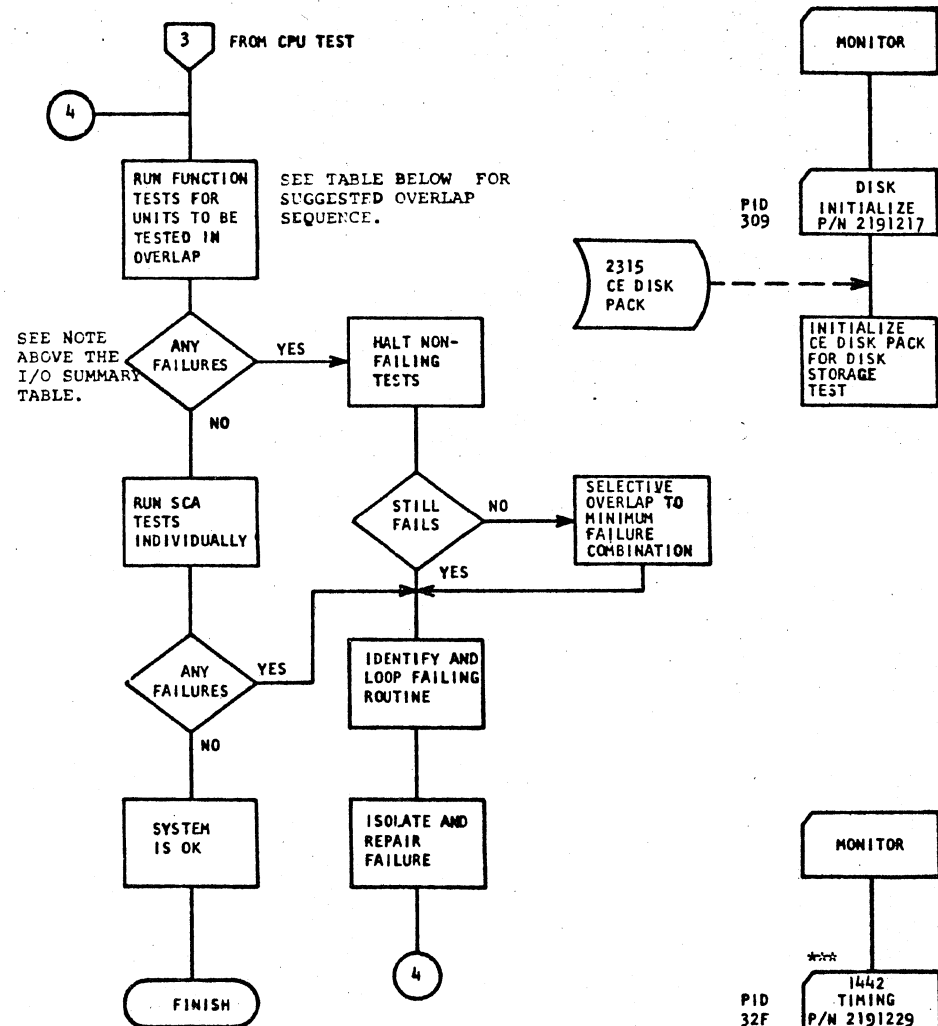 3
FROM CPU TEST
4
RUN FUNCTION
TESTS FOR
UNITS TO BE
TESTED IN
OVERLAP
SEE TABLE BELOW FOR
SUGGESTED OVERLAP
SEQUENCE.
SEE NOTE
ABOVE THE
I/O SUMMARY
TABLE.
ANY
FAILURES
YES
NO
HALT NON-
FAILING
TESTS
RUN SCA
TESTS
INDIVIDUALLY
STILL
FAILS
NO
YES
SELECTIVE
OVERLAP TO
MINIMUM
FAILURE
COMBINATION
ANY
FAILURES
YES
NO
IDENTIFY AND
LOOP FAILING
ROUTINE
SYSTEM
IS OK
ISOLATE AND
REPAIR
FAILURE
FINISH
4
MONITOR
PID
309
DISK
INITIALIZE
P/N 2191217
2315
CE DISK
PACK
INITIALIZE
CE DISK PACK
FOR DISK
STORAGE
TEST
MONITOR
***
PID
32F
1442
TIMING
P/N 2191229